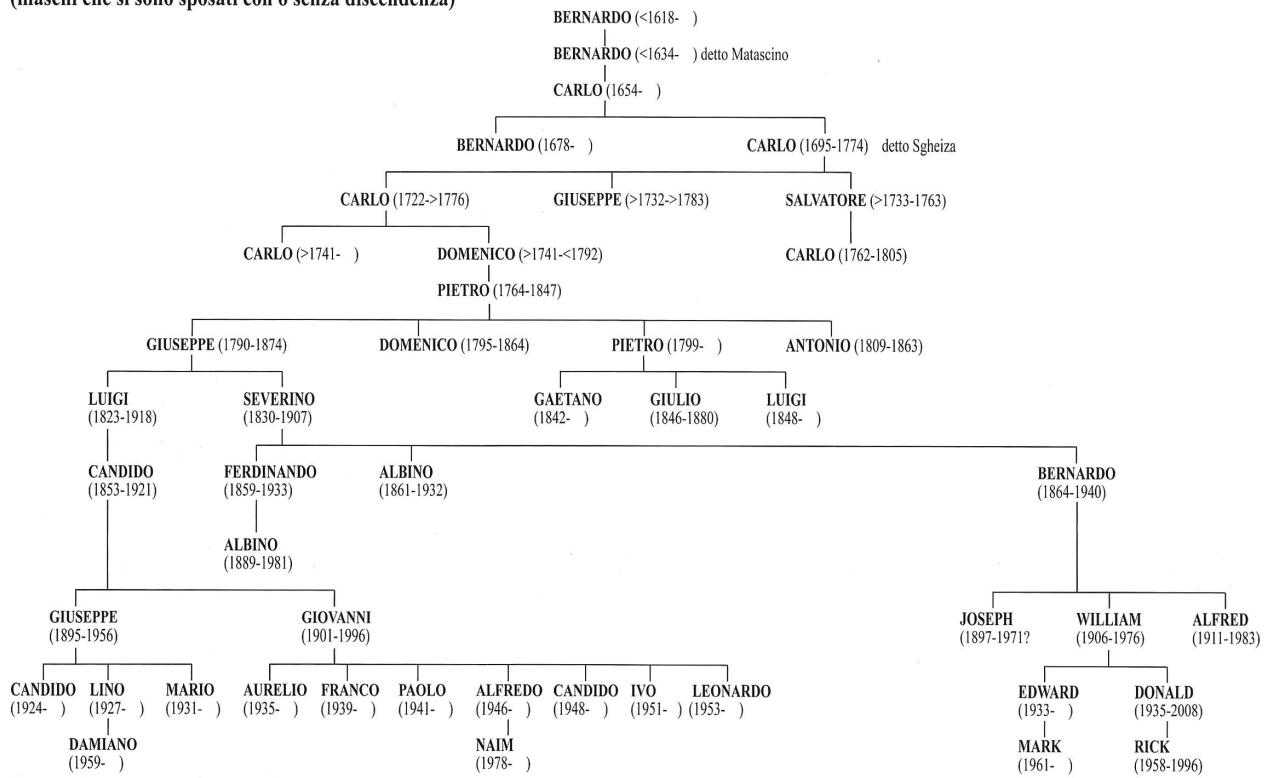 (maschi che si sono sposati con o senza discendenza)
BERNARDO (<1618- )
BERNARDO (<1634- ) detto Matascino
CARLO (1654- )
BERNARDO (1678- ) CARLO (1695-1774) detto Sgheiza
CARLO (1722->1776) GIUSEPPE (>1732->1783) SALVATORE (>1733-1763)
CARLO (>1741- ) DOMENICO (>1741-<1792) CARLO (1762-1805)
PIETRO (1764-1847)
GIUSEPPE (1790-1874) DOMENICO (1795-1864) PIETRO (1799- ) ANTONIO (1809-1863)
LUIGI SEVERINO GAETANO GIULIO LUIGI
(1823-1918) (1830-1907) (1842- ) (1846-1880) (1848- )
CANDIDO FERDINANDO ALBINO BERNARDO
(1853-1921) (1859-1933) (1861-1932) (1864-1940)
ALBINO
(1889-1981)
GIUSEPPE GIOVANNI JOSEPH WILLIAM ALFRED
(1895-1956) (1901-1996) (1897-1971? (1906-1976) (1911-1983)
CANDIDO LINO MARIO AURELIO FRANCO PAOLO ALFREDO CANDIDO IVO LEONARDO EDWARD DONALD
(1924- ) (1927- ) (1931- ) (1935- ) (1939- ) (1941- ) (1946- ) (1948- ) (1951- ) (1953- ) (1933- ) (1935-2008)
DAMIANO NAIM MARK RICK
(1959- ) (1978- ) (1961- ) (1958-1996)